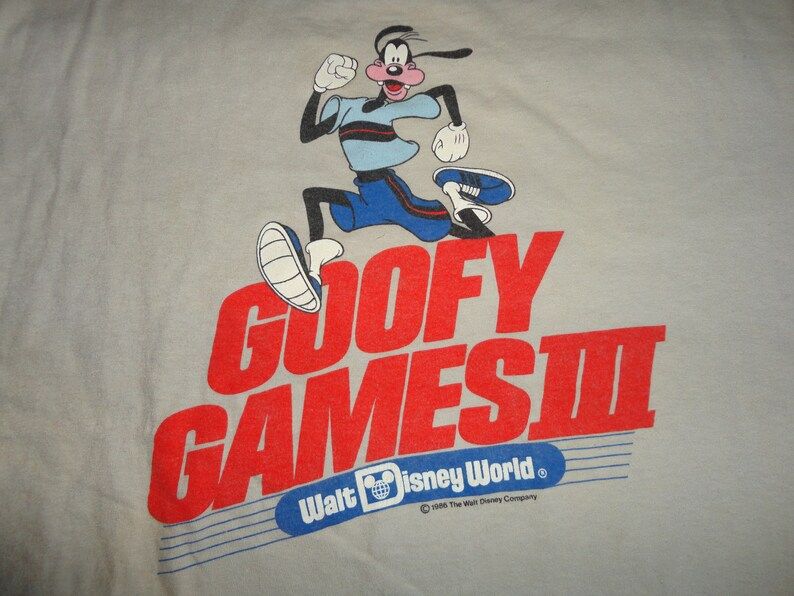 GOOFY
GAMES III
Walt Disney World ®
© 1986 The Walt Disney Company